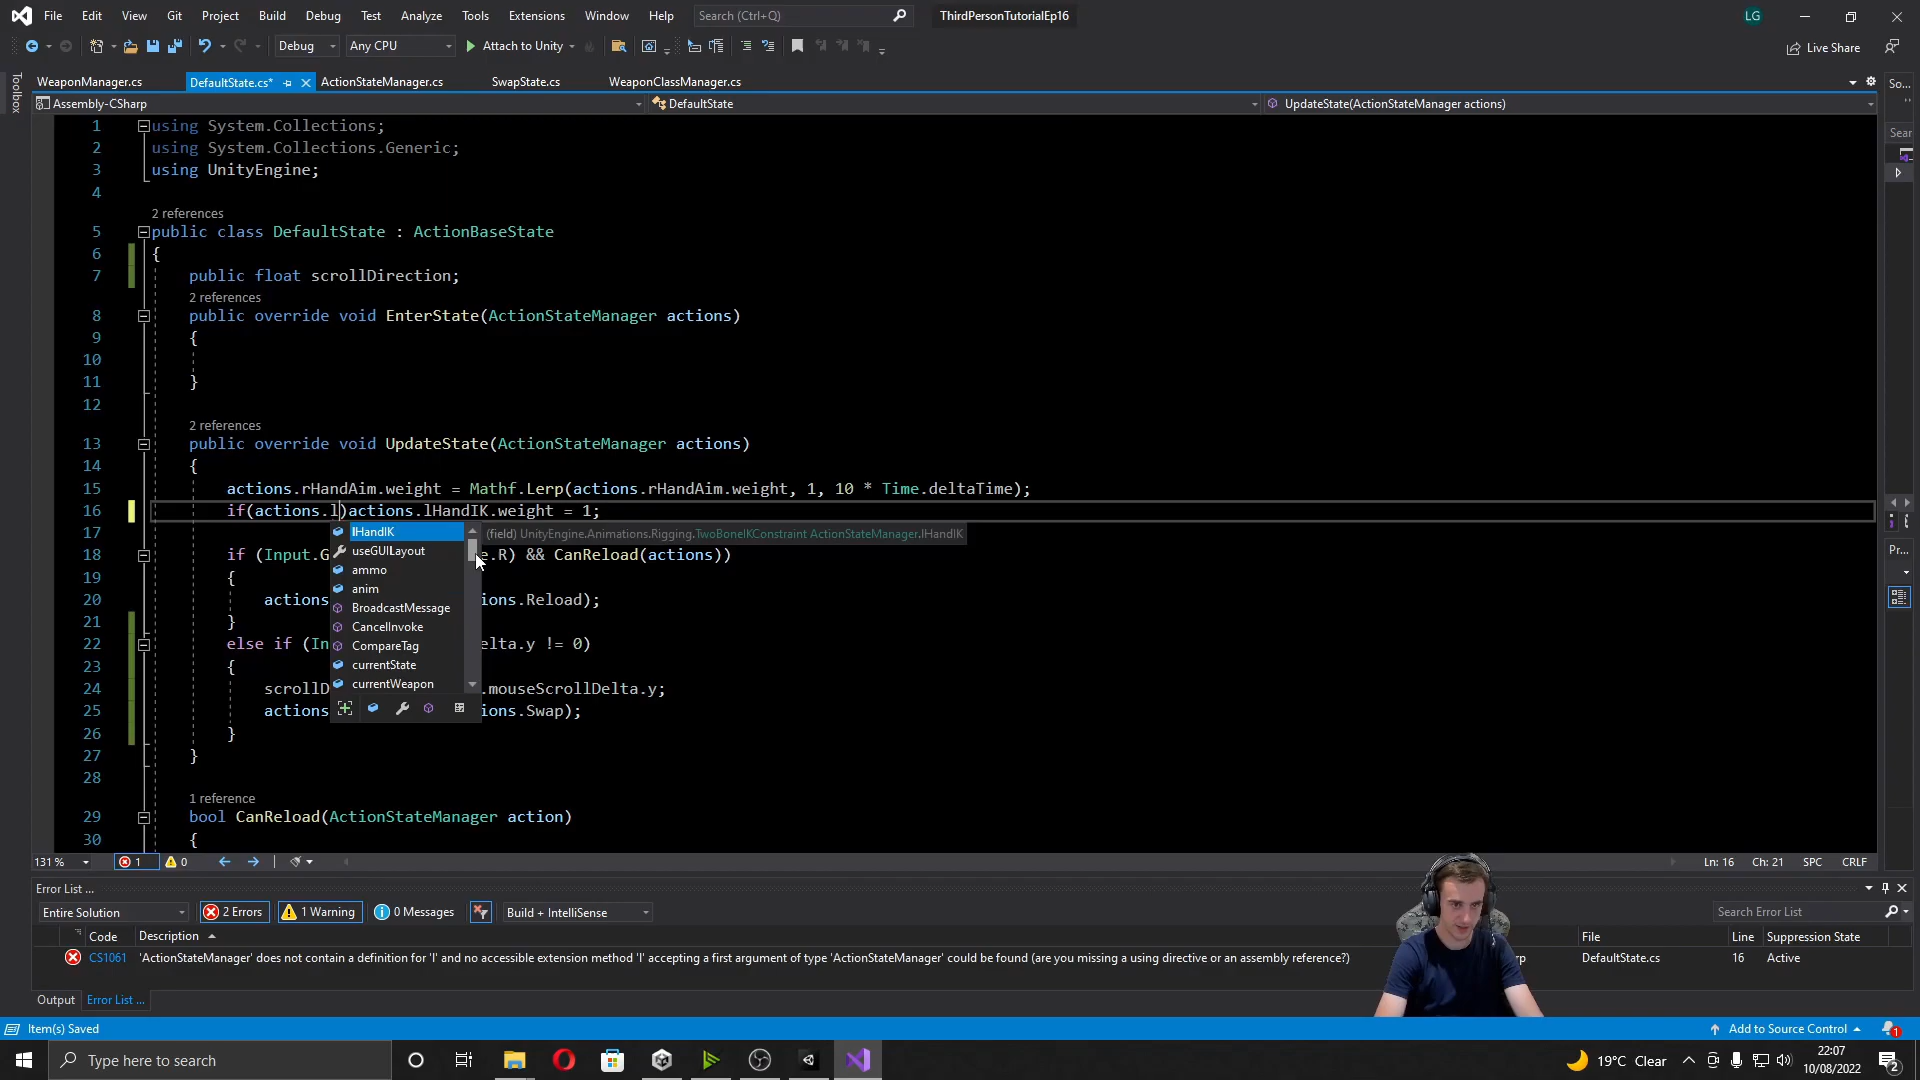 File Edit View Git Project Build Debug Test Analyze Tools Extensions Window Help Search (Ctrl+Q) ThirdPersonTutorialEp16 LG
Debug Any CPU Attach to Unity Live Share
Toolbox
WeaponManager.cs DefaultState.cs* ActionStateManager.cs SwapState.cs WeaponClassManager.cs So...
Assembly-CSharp DefaultState UpdateState(ActionStateManager actions)
1 using System.Collections;
2 using System.Collections.Generic; Sear
3 using UnityEngine;
4
2 references
5 public class DefaultState : ActionBaseState
6 {
7 public float scrollDirection;
2 references
8 public override void EnterState(ActionStateManager actions)
9 {
10
11 }
12
2 references
13 public override void UpdateState(ActionStateManager actions)
14 {
15 actions.rHandAim.weight = Mathf.Lerp(actions.rHandAim.weight, 1, 10 * Time.deltaTime);
16 if(actions.l)actions.lHandIK.weight = 1;
17 lHandIK (field) UnityEngine.Animations.Rigging.TwoBoneIKConstraint ActionStateManager.lHandIK
Pr...
18 if (Input.G useGUILayout e.R) && CanReload(actions))
19 { ammo
anim
20 actions BroadcastMessage ions.Reload);
21 } CancelInvoke
22 else if (In CompareTag elta.y != 0)
23 { currentState
24 scrollD currentWeapon .mouseScrollDelta.y;
25 actions ions.Swap);
26 }
27 }
28
1 reference
29 bool CanReload(ActionStateManager action)
30 {
131 % 1 0 Ln: 16 Ch: 21 SPC CRLF
Error List ...
Entire Solution 2 Errors 1 Warning 0 Messages Build + IntelliSense Search Error List
Code Description File Line Suppression State
CS1061 'ActionStateManager' does not contain a definition for 'l' and no accessible extension method 'l' accepting a first argument of type 'ActionStateManager' could be found (are you missing a using directive or an assembly reference?) DefaultState.cs 16 Active
Output Error List ...
Item(s) Saved Add to Source Control 1
Type here to search 19°C Clear 22:07
10/08/2022 2